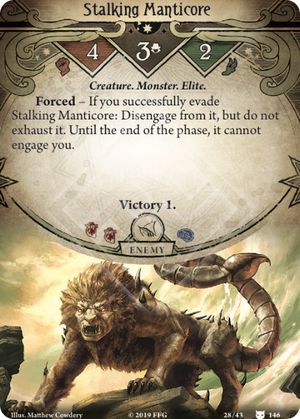 Stalking Manticore
4 3 2
Creature. Monster. Elite.
Forced – If you successfully evade
Stalking Manticore: Disengage from it, but do not
exhaust it. Until the end of the phase, it cannot
engage you.
Victory 1.
ENEMY
Illus. Matthew Cowdery © 2019 FFG 28/43 146